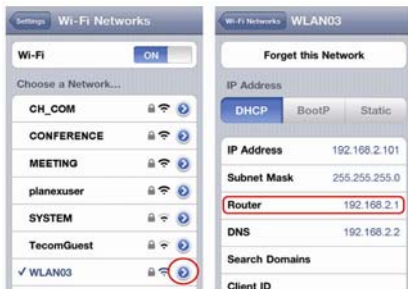 Settings Wi-Fi Networks
Wi-Fi ON
Choose a Network...
CH_COM
CONFERENCE
MEETING
planexuser
SYSTEM
TecomGuest
WLAN03
Wi-Fi Networks WLAN03
Forget this Network
IP Address
DHCP BootP Static
IP Address 192.168.2.101
Subnet Mask 255.255.255.0
Router 192.168.2.1
DNS 192.168.2.2
Search Domains
Client ID